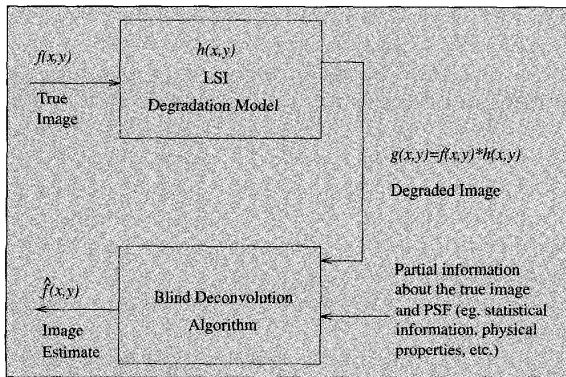 f(x,y)
True
Image
h(x,y)
LSI
Degradation Model
g(x,y)=f(x,y)*h(x,y)
Degraded Image
Partial information
about the true image
and PSF (eg. statistical
information, physical
properties, etc.)
Blind Deconvolution
Algorithm
f̂(x,y)
Image
Estimate